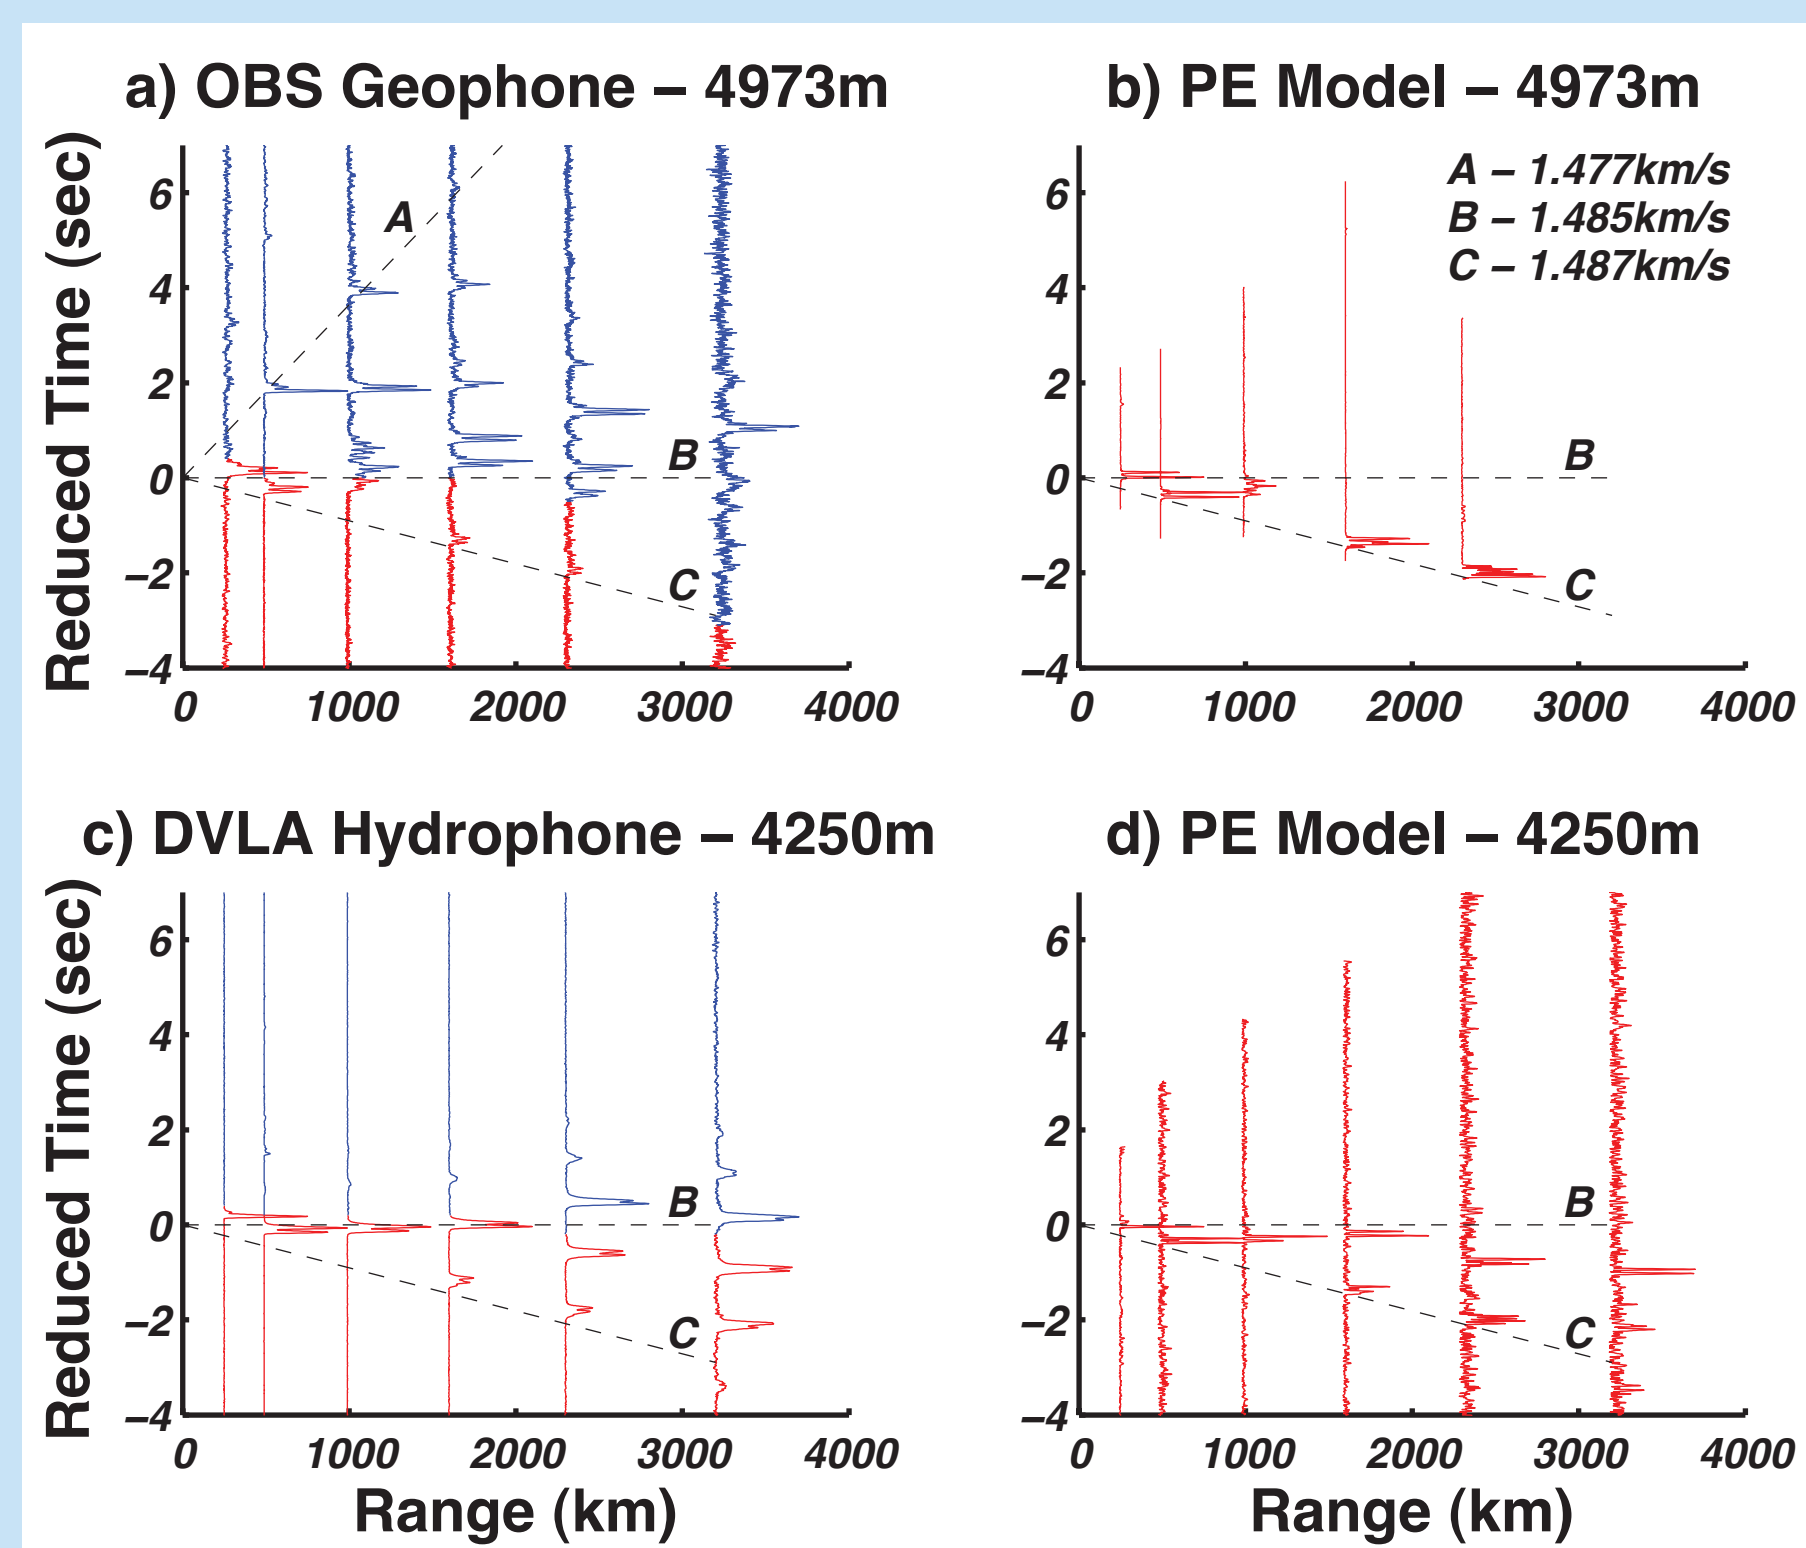 a) OBS Geophone – 4973m
b) PE Model – 4973m
Reduced Time (sec)
6
4
2
0
–2
–4
A
B
C
0 1000 2000 3000 4000
6
4
2
0
–2
–4
A – 1.477km/s
B – 1.485km/s
C – 1.487km/s
B
C
0 1000 2000 3000 4000
c) DVLA Hydrophone – 4250m
d) PE Model – 4250m
Reduced Time (sec)
6
4
2
0
–2
–4
B
C
0 1000 2000 3000 4000
Range (km)
6
4
2
0
–2
–4
B
C
0 1000 2000 3000 4000
Range (km)